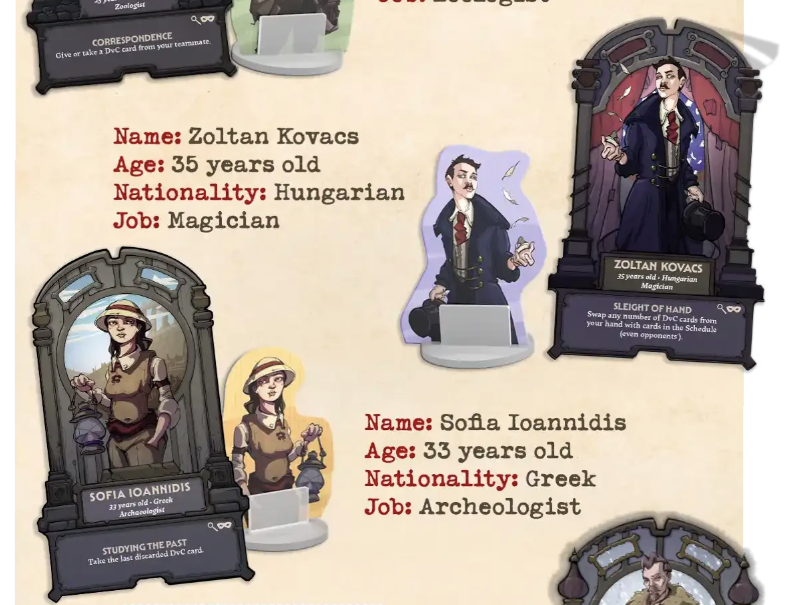 Zoologist
CORRESPONDENCE
Give or take a DvC card from your teammate.
Name: Zoltan Kovacs
Age: 35 years old
Nationality: Hungarian
Job: Magician
ZOLTAN KOVACS
35 years old · Hungarian
Magician
SLEIGHT OF HAND
Swap any number of DvC cards from
your hand with cards in the Schedule
(even opponents').
SOFIA IOANNIDIS
33 years old · Greek
Archaeologist
STUDYING THE PAST
Take the last discarded DvC card.
Name: Sofia Ioannidis
Age: 33 years old
Nationality: Greek
Job: Archeologist